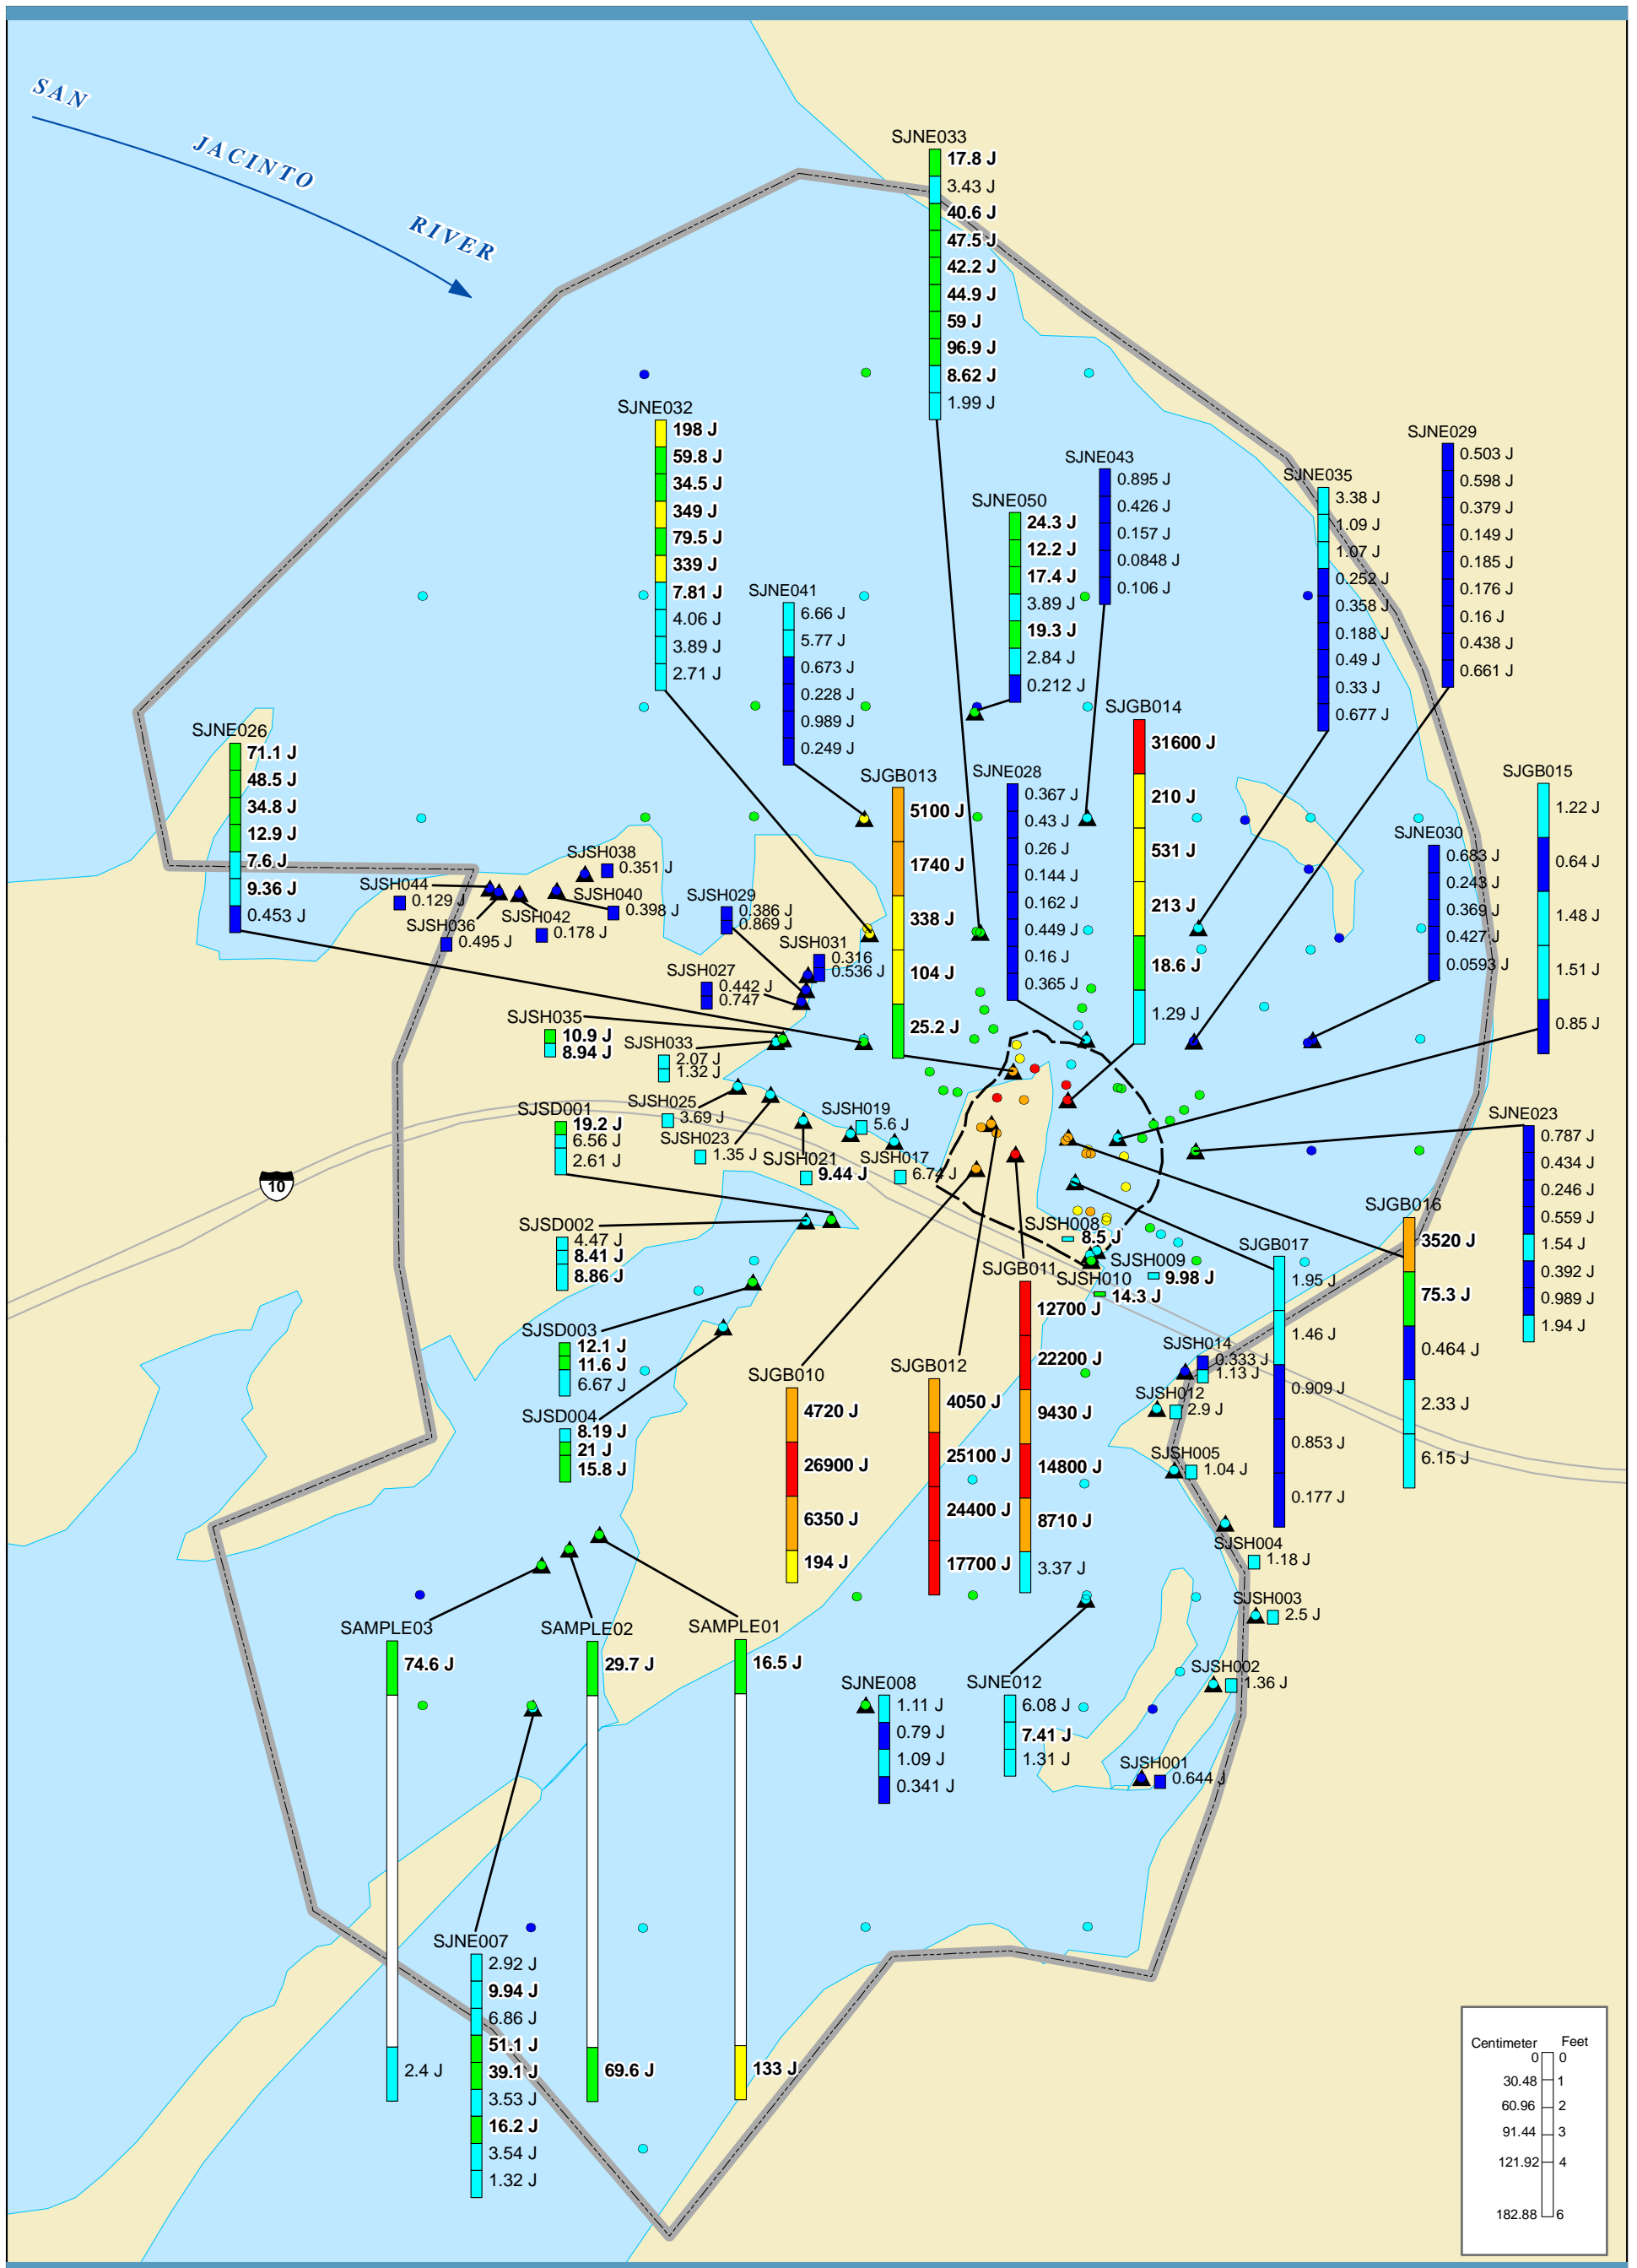 SAN
JACINTO
RIVER
SJNE033
17.8 J
3.43 J
40.6 J
47.5 J
42.2 J
44.9 J
59 J
96.9 J
8.62 J
1.99 J
SJNE032
198 J
59.8 J
34.5 J
349 J
79.5 J
339 J
7.81 J
4.06 J
3.89 J
2.71 J
SJNE041
6.66 J
5.77 J
0.673 J
0.228 J
0.989 J
0.249 J
SJNE050
24.3 J
12.2 J
17.4 J
3.89 J
19.3 J
2.84 J
0.212 J
SJNE043
0.895 J
0.426 J
0.157 J
0.0848 J
0.106 J
SJNE035
3.38 J
1.09 J
1.07 J
0.252 J
0.358 J
0.188 J
0.49 J
0.33 J
0.677 J
SJNE029
0.503 J
0.598 J
0.379 J
0.149 J
0.185 J
0.176 J
0.16 J
0.438 J
0.661 J
SJNE026
71.1 J
48.5 J
34.8 J
12.9 J
7.6 J
9.36 J
0.453 J
SJGB013
5100 J
1740 J
338 J
104 J
25.2 J
SJNE028
0.367 J
0.43 J
0.26 J
0.144 J
0.162 J
0.449 J
0.16 J
0.365 J
SJGB014
31600 J
210 J
531 J
213 J
18.6 J
1.29 J
SJNE030
0.683 J
0.243 J
0.369 J
0.427 J
0.0593 J
SJGB015
1.22 J
0.64 J
1.48 J
1.51 J
0.85 J
SJSH038
0.351 J
SJSH044
0.129 J
SJSH040
0.398 J
SJSH036
0.495 J
SJSH042
0.178 J
SJSH029
0.386 J
0.869 J
SJSH031
0.316
0.536 J
SJSH027
0.442 J
0.747
SJSH035
10.9 J
8.94 J
SJSH033
2.07 J
1.32 J
SJSH025
3.69 J
SJSH023
1.35 J
SJSH021
9.44 J
SJSH019
5.6 J
SJSH017
6.74 J
SJSD001
19.2 J
6.56 J
2.61 J
10
SJSD002
4.47 J
8.41 J
8.86 J
SJSD003
12.1 J
11.6 J
6.67 J
SJSD004
8.19 J
21 J
15.8 J
SJNE023
0.787 J
0.434 J
0.246 J
0.559 J
1.54 J
0.392 J
0.989 J
1.94 J
SJGB016
3520 J
75.3 J
0.464 J
2.33 J
6.15 J
SJGB017
1.95 J
1.46 J
0.909 J
0.853 J
0.177 J
SJSH008
8.5 J
SJSH009
9.98 J
SJSH010
14.3 J
SJGB011
12700 J
22200 J
9430 J
14800 J
8710 J
3.37 J
SJGB012
4050 J
25100 J
24400 J
17700 J
SJGB010
4720 J
26900 J
6350 J
194 J
SJSH014
0.333 J
1.13 J
SJSH012
2.9 J
SJSH005
1.04 J
SJSH004
1.18 J
SJSH003
2.5 J
SJSH002
1.36 J
SJSH001
0.644 J
SAMPLE03
74.6 J
2.4 J
SAMPLE02
29.7 J
69.6 J
SAMPLE01
16.5 J
133 J
SJNE008
1.11 J
0.79 J
1.09 J
0.341 J
SJNE012
6.08 J
7.41 J
1.31 J
SJNE007
2.92 J
9.94 J
6.86 J
51.1 J
39.1 J
3.53 J
16.2 J
3.54 J
1.32 J
Centimeter Feet
0 0
30.48 1
60.96 2
91.44 3
121.92 4
182.88 6